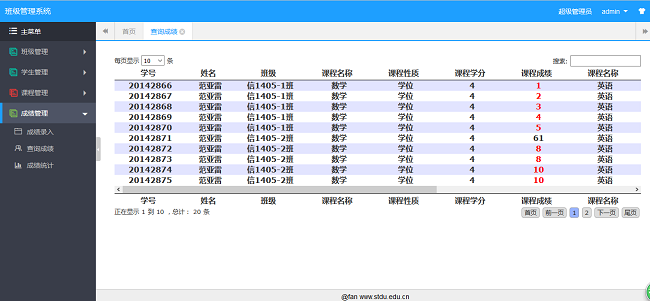 班级管理系统 超级管理员 admin
主菜单 首页 查询成绩
班级管理
学生管理
课程管理
成绩管理
成绩录入
查询成绩
成绩统计
每页显示 10 条 搜索:
学号 姓名 班级 课程名称 课程性质 课程学分 课程成绩 课程名称
20142866 范亚雷 信1405-1班 数学 学位 4 1 英语
20142867 范亚雷 信1405-1班 数学 学位 4 2 英语
20142868 范亚雷 信1405-1班 数学 学位 4 3 英语
20142869 范亚雷 信1405-1班 数学 学位 4 4 英语
20142870 范亚雷 信1405-1班 数学 学位 4 5 英语
20142871 范亚雷 信1405-2班 数学 学位 4 61 英语
20142872 范亚雷 信1405-2班 数学 学位 4 8 英语
20142873 范亚雷 信1405-2班 数学 学位 4 8 英语
20142874 范亚雷 信1405-2班 数学 学位 4 10 英语
20142875 范亚雷 信1405-2班 数学 学位 4 10 英语
学号 姓名 班级 课程名称 课程性质 课程学分 课程成绩 课程名称
正在显示 1 到 10 ，总计： 20 条 首页 前一页 1 2 下一页 尾页
@fan www.stdu.edu.cn